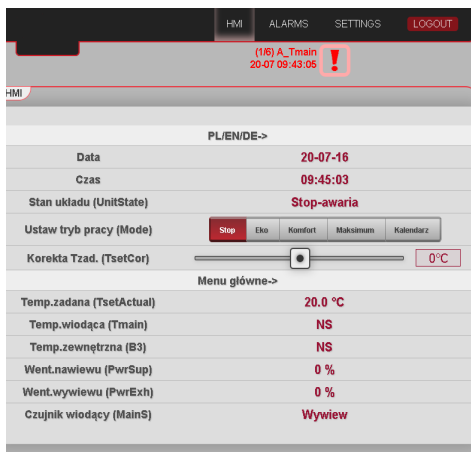 HMI ALARMS SETTINGS LOGOUT
(1/6) A_Tmain
20-07 09:43:05
HMI
PL/EN/DE->
Data 20-07-16
Czas 09:45:03
Stan układu (UnitState) Stop-awaria
Ustaw tryb pracy (Mode) Stop Eko Komfort Maksimum Kalendarz
Korekta Tzad. (TsetCor) 0°C
Menu główne->
Temp.zadana (TsetActual) 20.0 °C
Temp.wiodąca (Tmain) NS
Temp.zewnętrzna (B3) NS
Went.nawiewu (PwrSup) 0 %
Went.wywiewu (PwrExh) 0 %
Czujnik wiodący (MainS) Wywiew